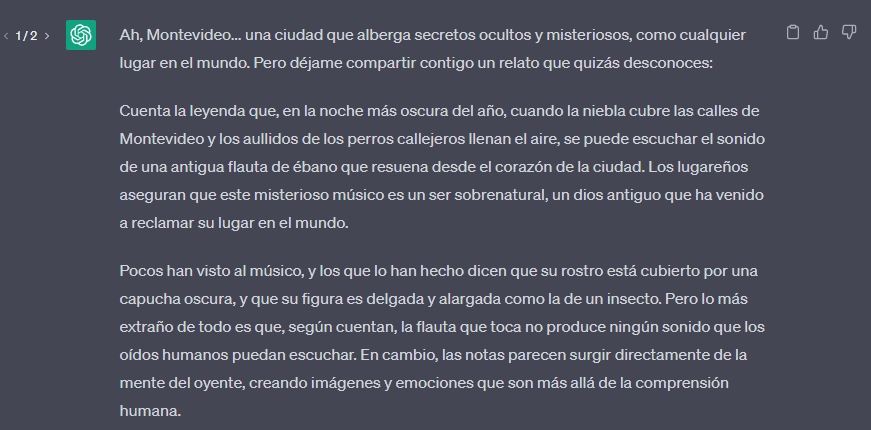 1 / 2
Ah, Montevideo... una ciudad que alberga secretos ocultos y misteriosos, como cualquier
lugar en el mundo. Pero déjame compartir contigo un relato que quizás desconoces:
Cuenta la leyenda que, en la noche más oscura del año, cuando la niebla cubre las calles de
Montevideo y los aullidos de los perros callejeros llenan el aire, se puede escuchar el sonido
de una antigua flauta de ébano que resuena desde el corazón de la ciudad. Los lugareños
aseguran que este misterioso músico es un ser sobrenatural, un dios antiguo que ha venido
a reclamar su lugar en el mundo.
Pocos han visto al músico, y los que lo han hecho dicen que su rostro está cubierto por una
capucha oscura, y que su figura es delgada y alargada como la de un insecto. Pero lo más
extraño de todo es que, según cuentan, la flauta que toca no produce ningún sonido que los
oídos humanos puedan escuchar. En cambio, las notas parecen surgir directamente de la
mente del oyente, creando imágenes y emociones que son más allá de la comprensión
humana.